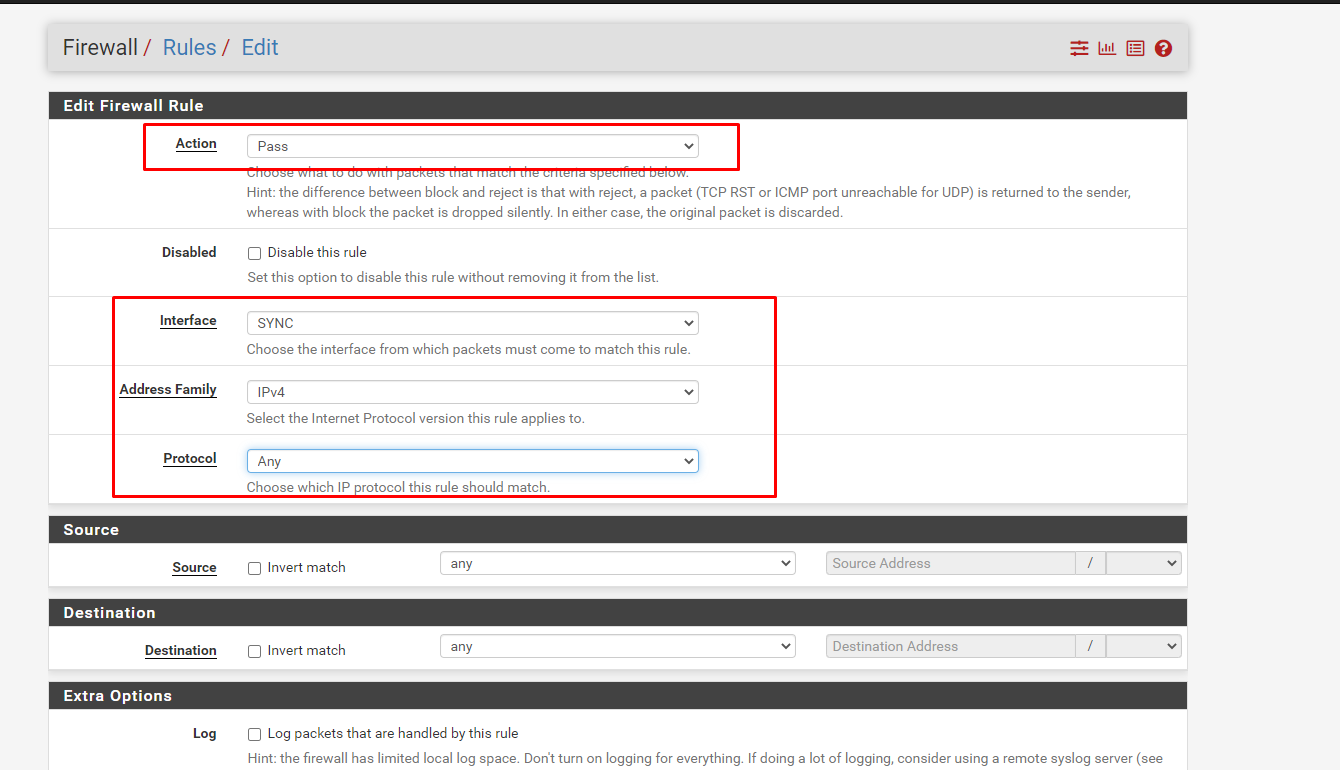 Firewall / Rules / Edit
Edit Firewall Rule
Action Pass
Choose what to do with packets that match the criteria specified below.
Hint: the difference between block and reject is that with reject, a packet (TCP RST or ICMP port unreachable for UDP) is returned to the sender,
whereas with block the packet is dropped silently. In either case, the original packet is discarded.
Disabled Disable this rule
Set this option to disable this rule without removing it from the list.
Interface SYNC
Choose the interface from which packets must come to match this rule.
Address Family IPv4
Select the Internet Protocol version this rule applies to.
Protocol Any
Choose which IP protocol this rule should match.
Source
Source Invert match any Source Address /
Destination
Destination Invert match any Destination Address /
Extra Options
Log Log packets that are handled by this rule
Hint: the firewall has limited local log space. Don't turn on logging for everything. If doing a lot of logging, consider using a remote syslog server (see